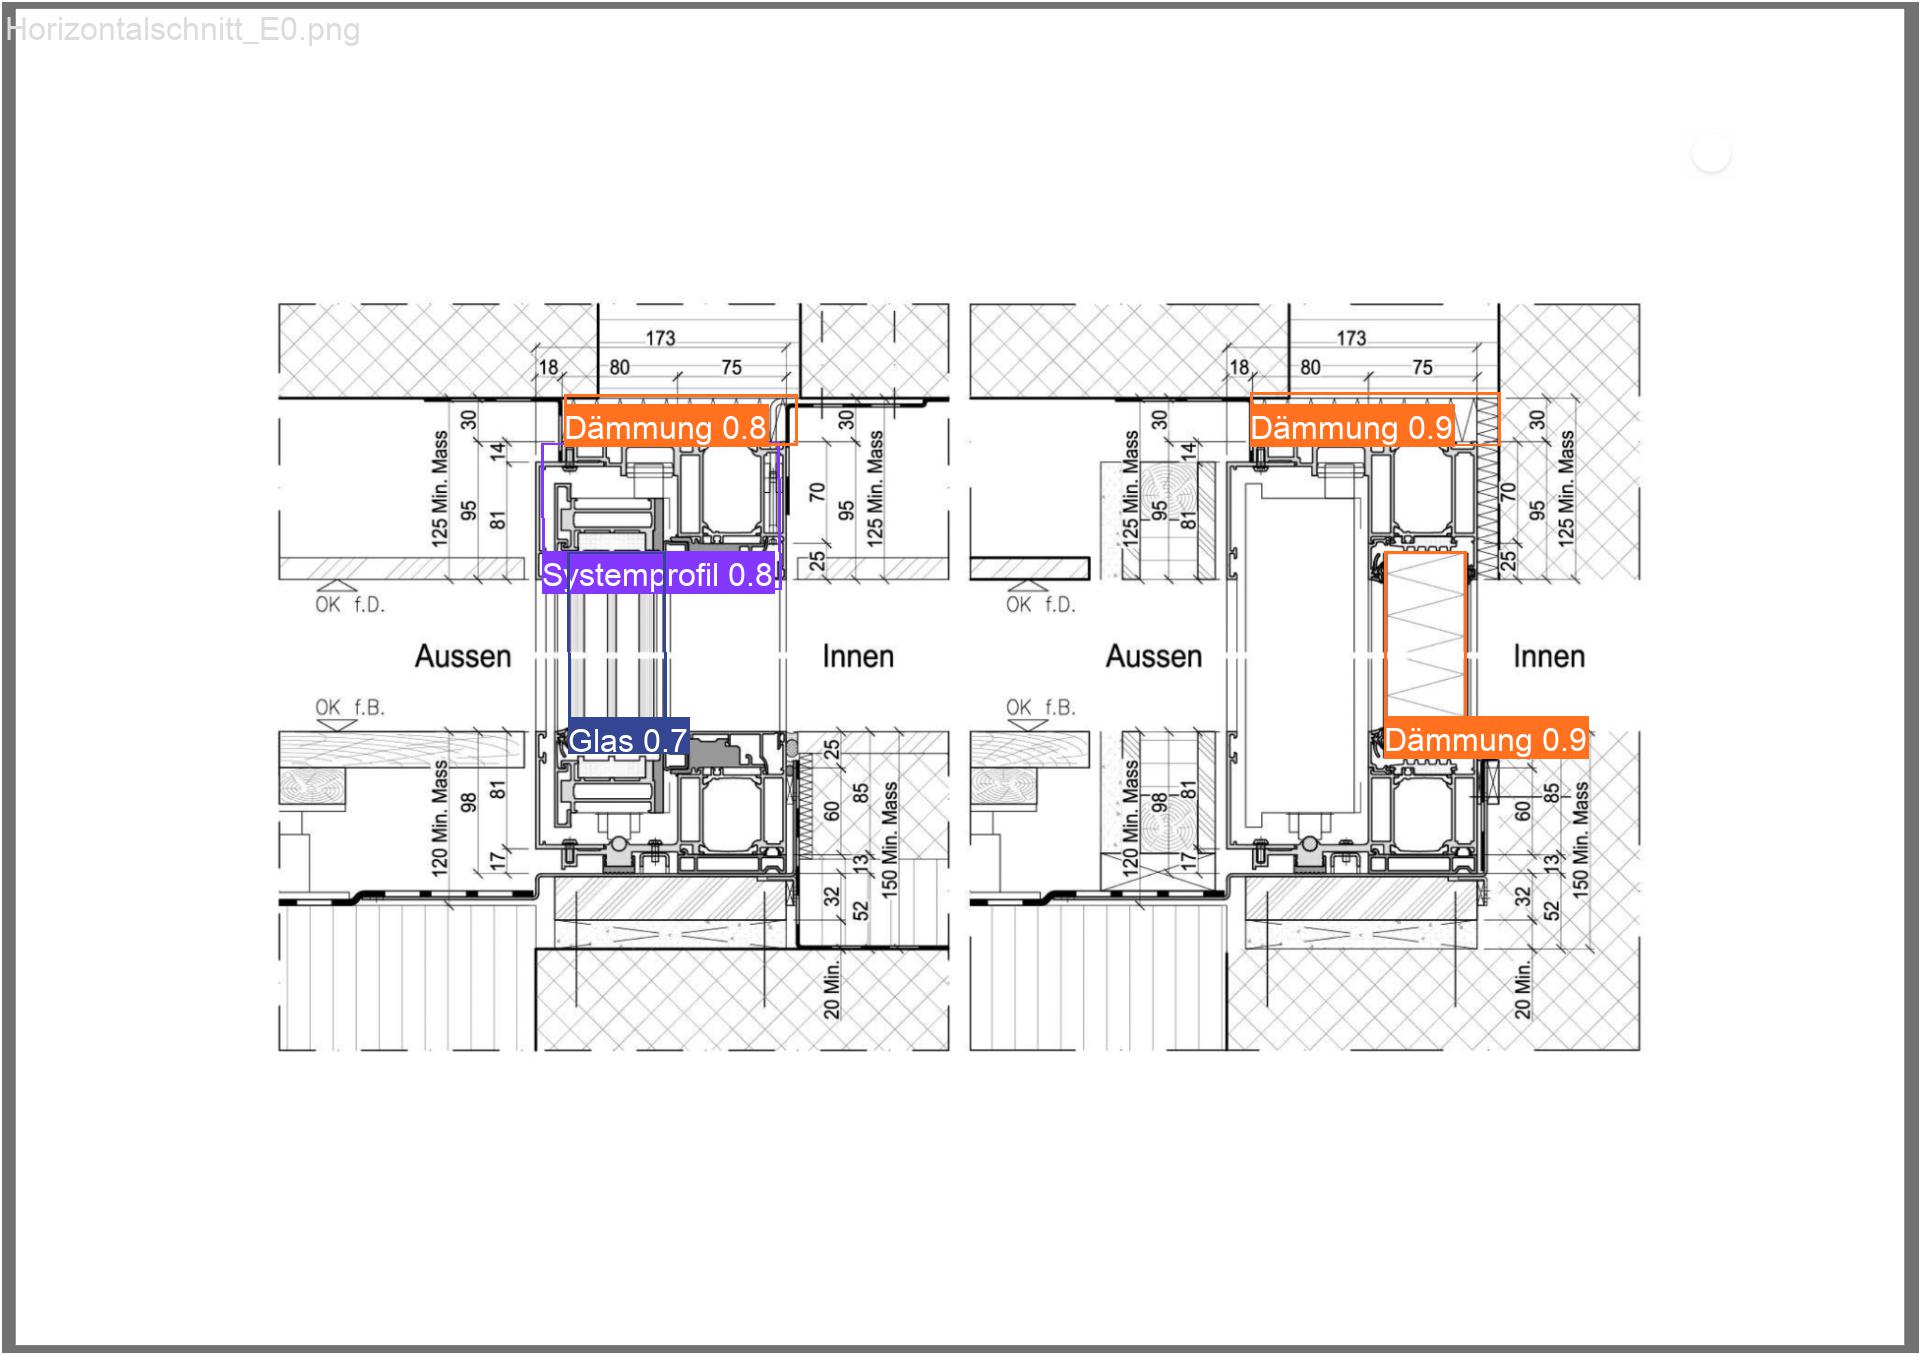 Horizontalschnitt_E0.png
173
18 80 75
173
18 80 75
Dämmung 0.8
Dämmung 0.9
125 Min. Mass
30
95
14
81
30
70
95
25
125 Min. Mass
125 Min. Mass
30
95
14
81
30
70
95
25
125 Min. Mass
Systemprofil 0.8
OK f.D.
OK f.D.
Aussen
Innen
Aussen
Innen
OK f.B.
OK f.B.
Glas 0.7
Dämmung 0.9
120 Min. Mass
98
81
17
25
60
85
13
32
52
150 Min. Mass
20 Min.
120 Min. Mass
98
81
17
60
85
13
32
52
150 Min. Mass
20 Min.